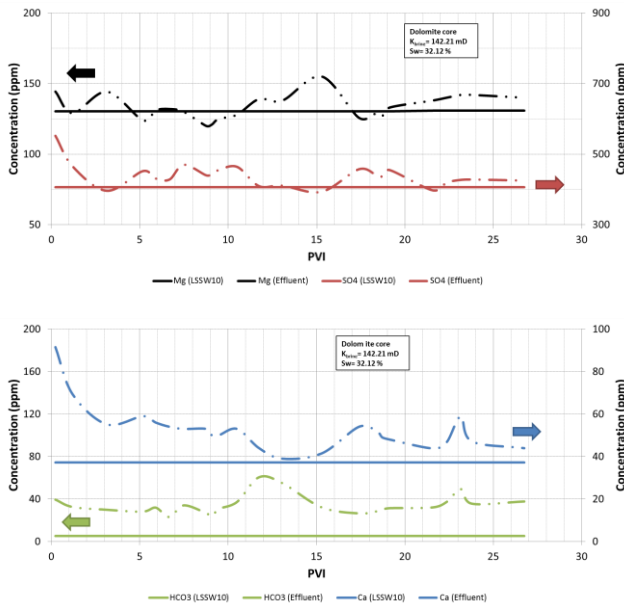 200
150
100
50
Concentration (ppm)
Dolomite core
Kbrine= 142.21 mD
Sw= 32.12 %
900
700
500
300
Concentration (ppm)
0 5 10 15 20 25 30
PVI
Mg (LSSW10) Mg (Effluent) SO4 (LSSW10) SO4 (Effluent)
200
160
120
80
40
0
Concentration (ppm)
Dolom ite core
Kbrine= 142.21 mD
Sw= 32.12 %
100
80
60
40
20
0
Concentration (ppm)
0 5 10 15 20 25 30
PVI
HCO3 (LSSW10) HCO3 (Effluent) Ca (LSSW10) Ca (Effluent)